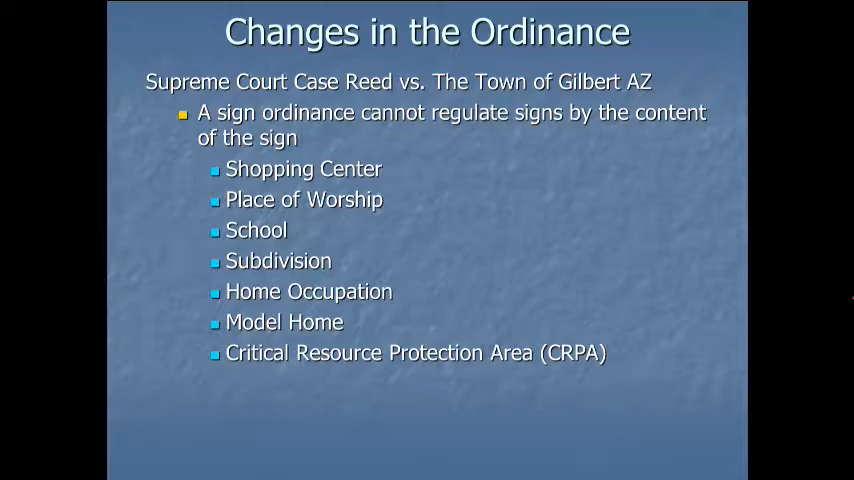 Changes in the Ordinance
Supreme Court Case Reed vs. The Town of Gilbert AZ
A sign ordinance cannot regulate signs by the content
of the sign
Shopping Center
Place of Worship
School
Subdivision
Home Occupation
Model Home
Critical Resource Protection Area (CRPA)